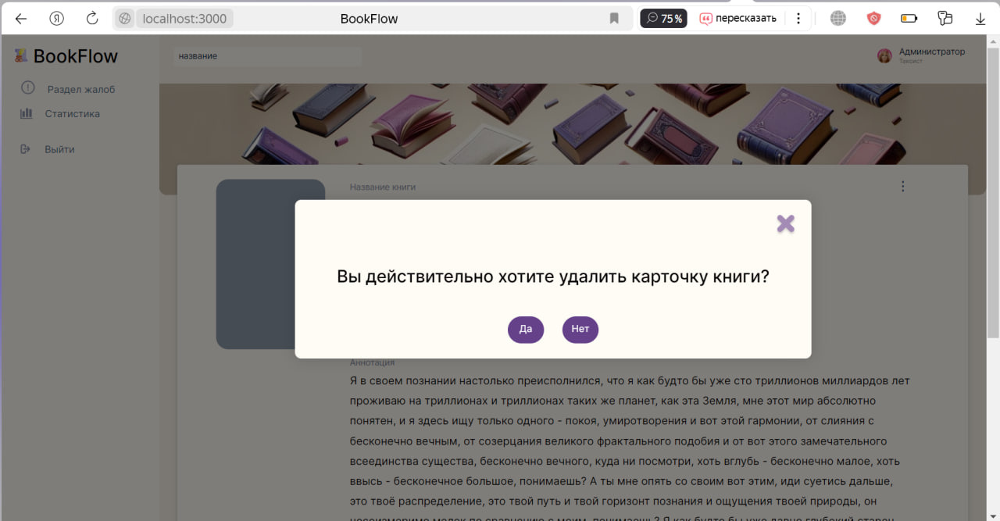 localhost:3000
BookFlow
75%
пересказать
BookFlow
название
Администратор
Таксист
Раздел жалоб
Статистика
Выйти
Название книги
Вы действительно хотите удалить карточку книги?
Да
Нет
Аннотация
Я в своем познании настолько преисполнился, что я как будто бы уже сто триллионов миллиардов лет
проживаю на триллионах и триллионах таких же планет, как эта Земля, мне этот мир абсолютно
понятен, и я здесь ищу только одного - покоя, умиротворения и вот этой гармонии, от слияния с
бесконечно вечным, от созерцания великого фрактального подобия и от вот этого замечательного
всеединства существа, бесконечно вечного, куда ни посмотри, хоть вглубь - бесконечно малое, хоть
ввысь - бесконечное большое, понимаешь? А ты мне опять со своим вот этим, иди суетись дальше,
это твоё распределение, это твой путь и твой горизонт познания и ощущения твоей природы, он
несоизмеримо мелок по сравнению с моим, понимаешь? Я как будто бы уже давно глубокий старец,